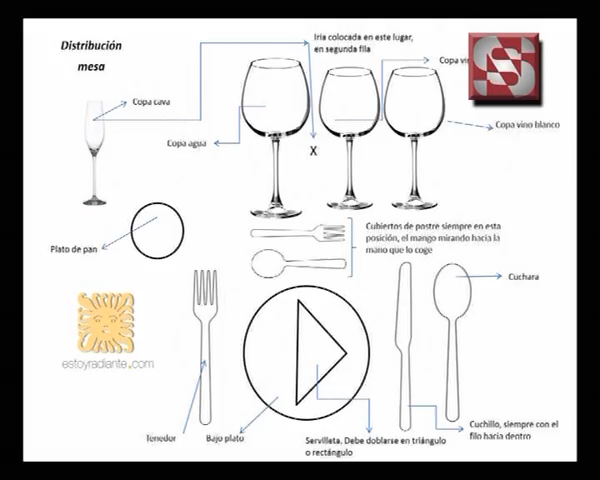 Distribución
mesa
Iría colocada en este lugar,
en segunda fila
Copa
Copa cava
Copa agua
X
Copa vino blanco
Plato de pan
Cubiertos de postre siempre en esta
posición, el mango mirando hacia la
mano que lo coge
Cuchara
estoyradiante.com
Tenedor
Bajo plato
Servilleta. Debe doblarse en triángulo
o rectángulo
Cuchillo, siempre con el
filo hacia dentro
S